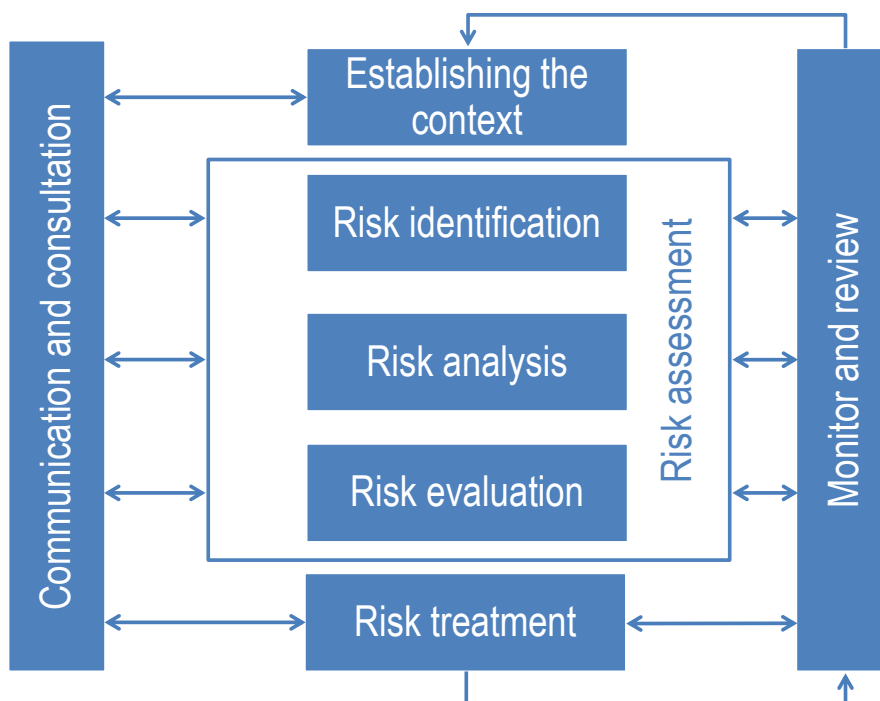 Establishing the
context
Communication and consultation
Risk identification
Risk analysis
Risk evaluation
Risk assessment
Monitor and review
Risk treatment